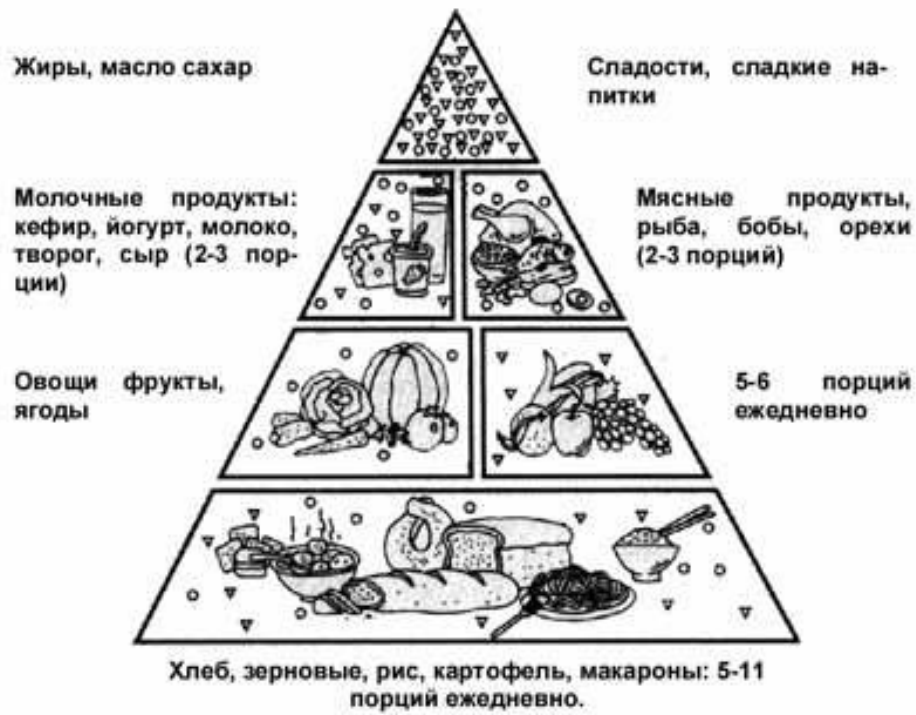 Жиры, масло сахар
Сладости, сладкие на-
питки
Молочные продукты:
кефир, йогурт, молоко,
творог, сыр (2-3 пор-
ции)
Мясные продукты,
рыба, бобы, орехи
(2-3 порций)
Овощи фрукты,
ягоды
5-6 порций
ежедневно
Хлеб, зерновые, рис, картофель, макароны: 5-11
порций ежедневно.